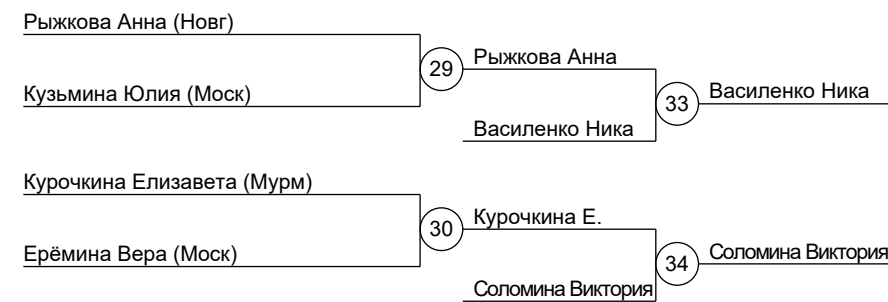 Рыжкова Анна (Новг)
29
Рыжкова Анна
Кузьмина Юлия (Моск)
33
Василенко Ника
Василенко Ника
Курочкина Елизавета (Мурм)
30
Курочкина Е.
Ерёмина Вера (Моск)
34
Соломина Виктория
Соломина Виктория